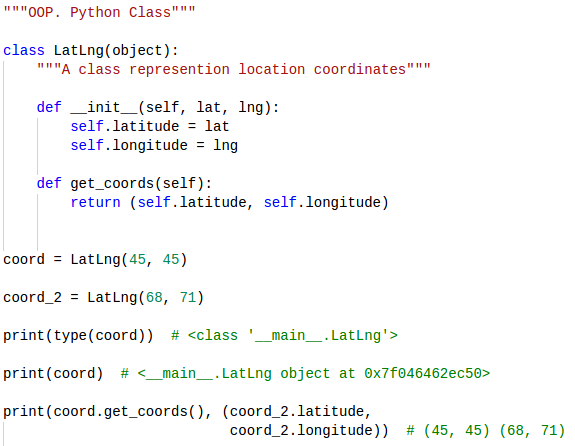 """OOP. Python Class"""
class LatLng(object):
    """A class represention location coordinates"""
    def __init__(self, lat, lng):
        self.latitude = lat
        self.longitude = lng
    def get_coords(self):
        return (self.latitude, self.longitude)
coord = LatLng(45, 45)
coord_2 = LatLng(68, 71)
print(type(coord))  # <class '__main__.LatLng'>
print(coord)  # <__main__.LatLng object at 0x7f046462ec50>
print(coord.get_coords(), (coord_2.latitude,
                           coord_2.longitude))  # (45, 45) (68, 71)